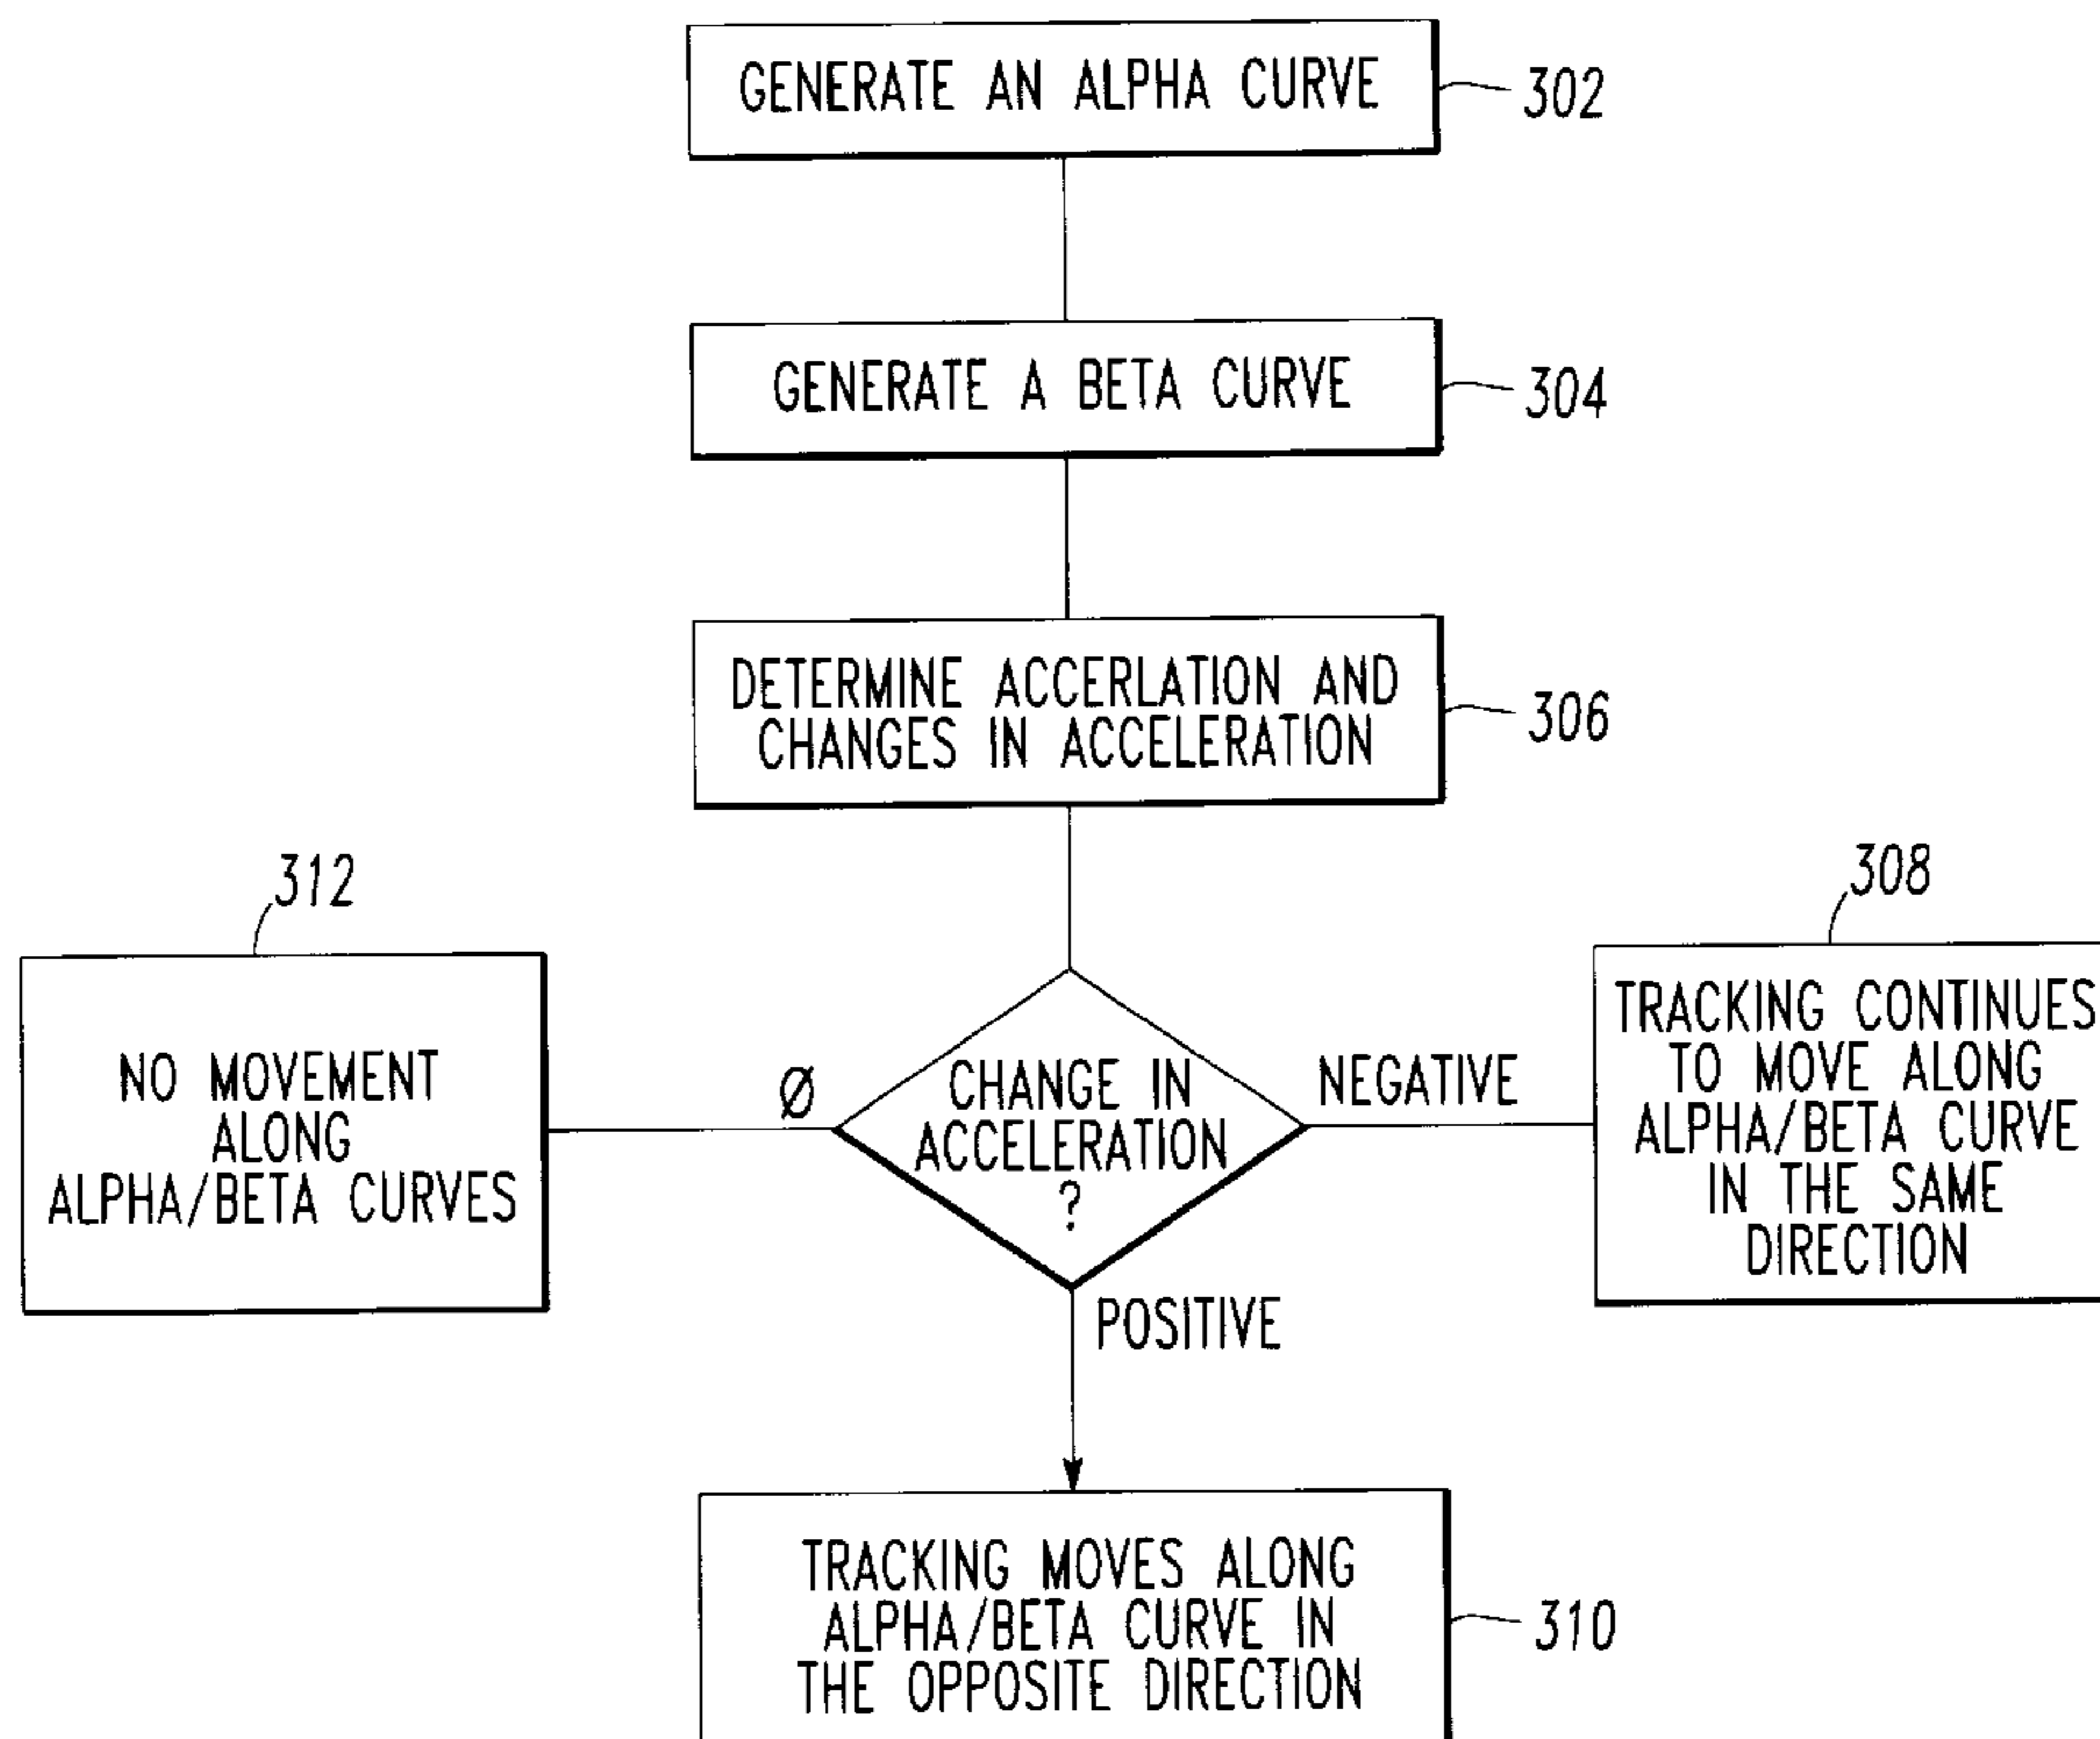 GENERATE AN ALPHA CURVE
302
GENERATE A BETA CURVE
304
DETERMINE ACCERLATION AND
CHANGES IN ACCELERATION
306
312
NO MOVEMENT
ALONG
ALPHA/BETA CURVES
Ø
CHANGE IN
ACCELERATION
?
NEGATIVE
308
TRACKING CONTINUES
TO MOVE ALONG
ALPHA/BETA CURVE
IN THE SAME
DIRECTION
POSITIVE
TRACKING MOVES ALONG
ALPHA/BETA CURVE IN
THE OPPOSITE DIRECTION
310